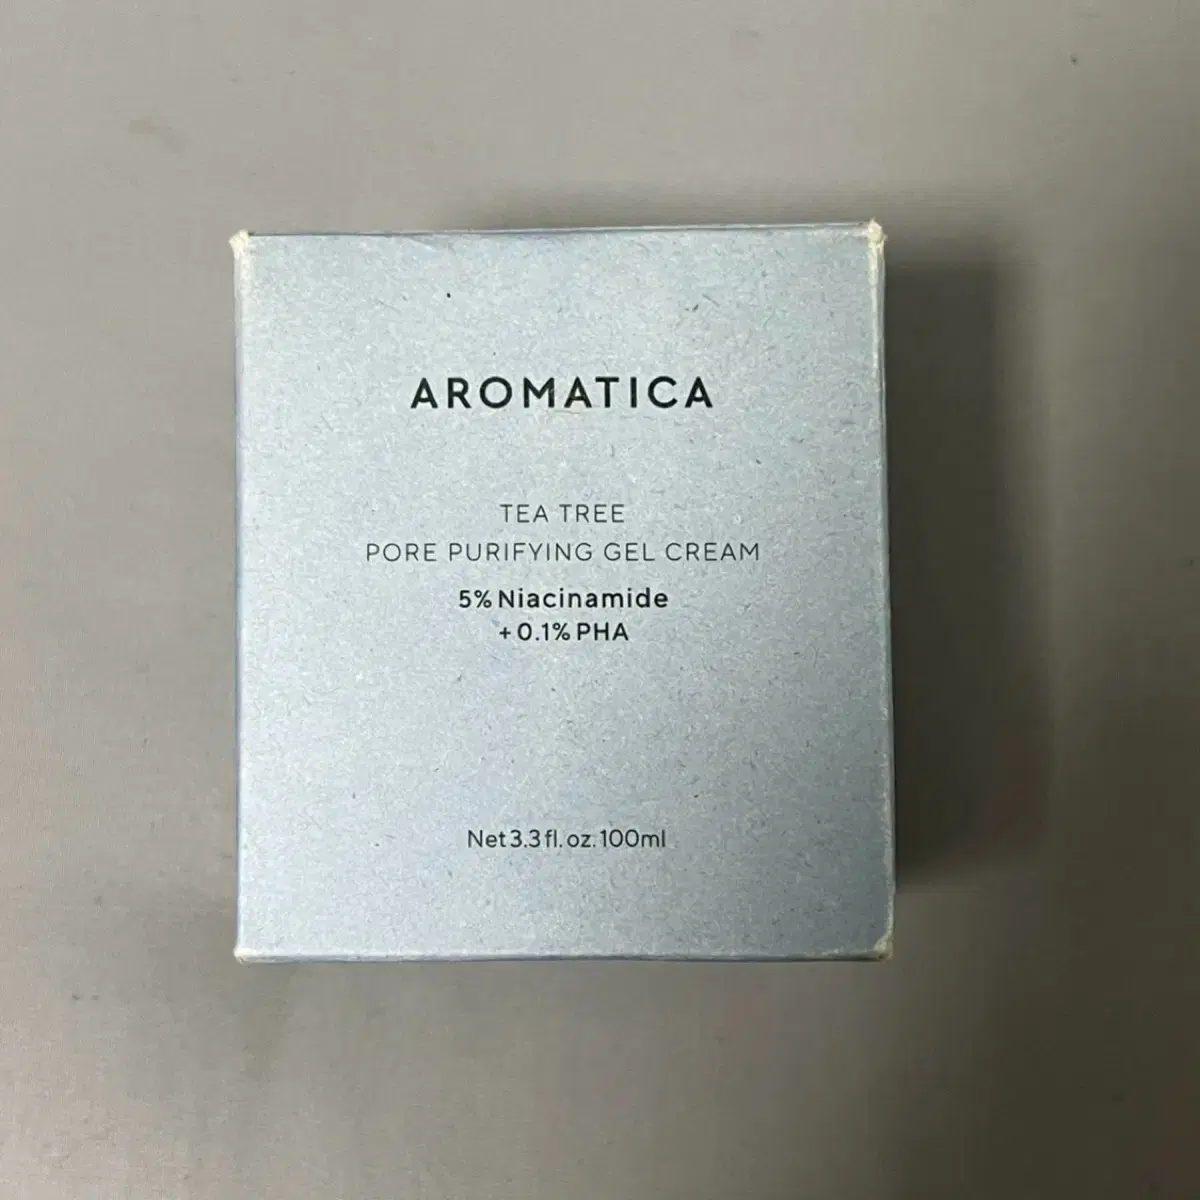 AROMATICA
TEA TREE
PORE PURIFYING GEL CREAM
5% Niacinamide
+ 0.1% PHA
Net 3.3 fl. oz. 100ml